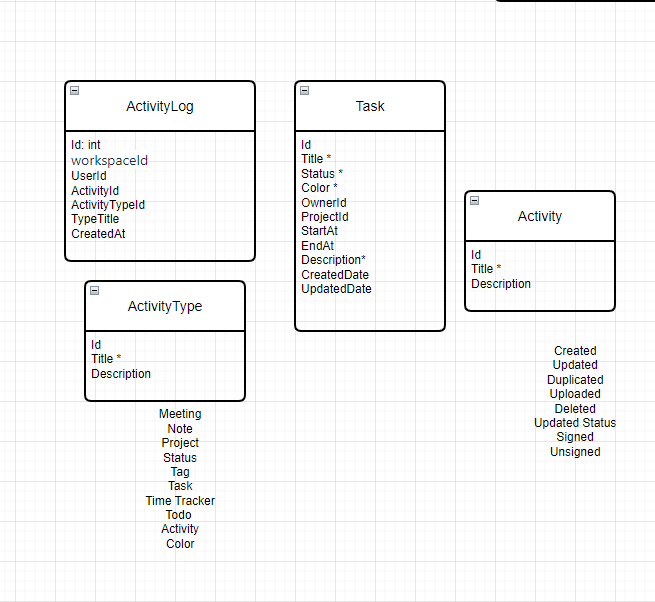 ActivityLog
Id: int
workspaceId
UserId
ActivityId
ActivityTypeId
TypeTitle
CreatedAt
Task
Id
Title *
Status *
Color *
OwnerId
ProjectId
StartAt
EndAt
Description*
CreatedDate
UpdatedDate
Activity
Id
Title *
Description
ActivityType
Id
Title *
Description
Meeting
Note
Project
Status
Tag
Task
Time Tracker
Todo
Activity
Color
Created
Updated
Duplicated
Uploaded
Deleted
Updated Status
Signed
Unsigned